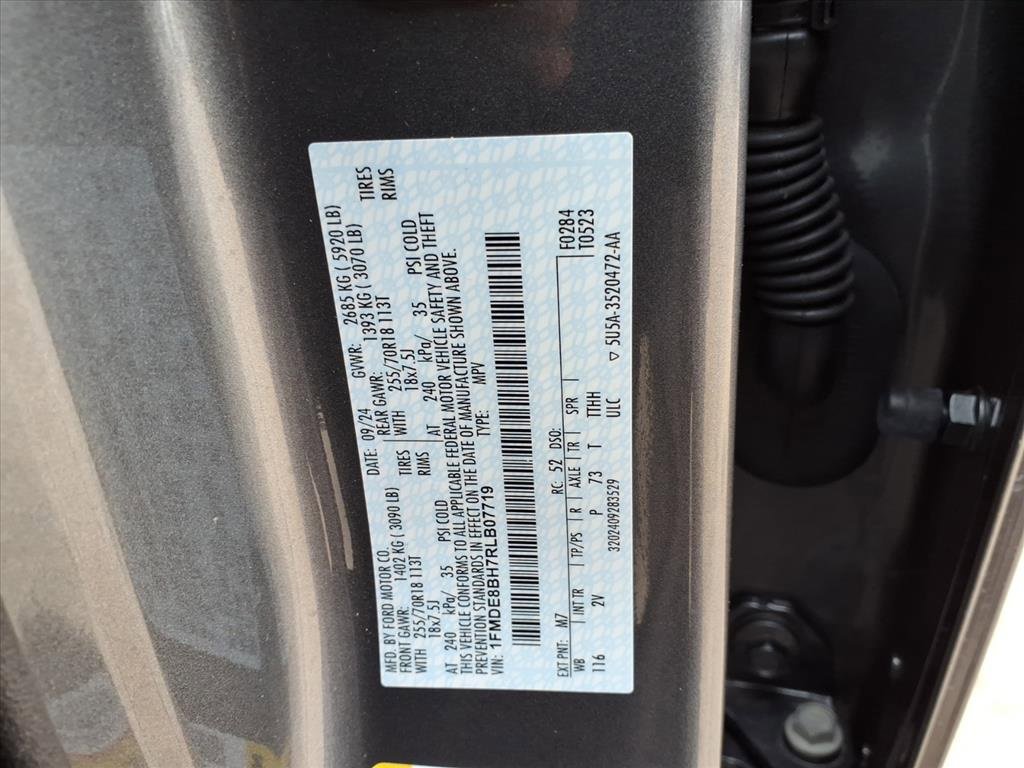 MFD. BY FORD MOTOR CO.
DATE: 09/24 GVWR: 2685 KG ( 5920 LB)
FRONT GAWR: 1402 KG ( 3090 LB) REAR GAWR: 1393 KG ( 3070 LB)
WITH 255/70R18 113T TIRES WITH 255/70R18 113T TIRES
18x7.5J RIMS 18x7.5J RIMS
AT 240 kPa/ 35 PSI COLD AT 240 kPa/ 35 PSI COLD
THIS VEHICLE CONFORMS TO ALL APPLICABLE FEDERAL MOTOR VEHICLE SAFETY AND THEFT
PREVENTION STANDARDS IN EFFECT ON THE DATE OF MANUFACTURE SHOWN ABOVE.
VIN: 1FMDE8BH7RLB07719 TYPE: MPV
F0284
T0523
EXT PNT: M7 RC: 52 DSO:
WB INT TR TP/PS R AXLE TR SPR
116 2V P 73 T TTHH
3202409283529 ULC ▽ 5U5A-3520472-AA